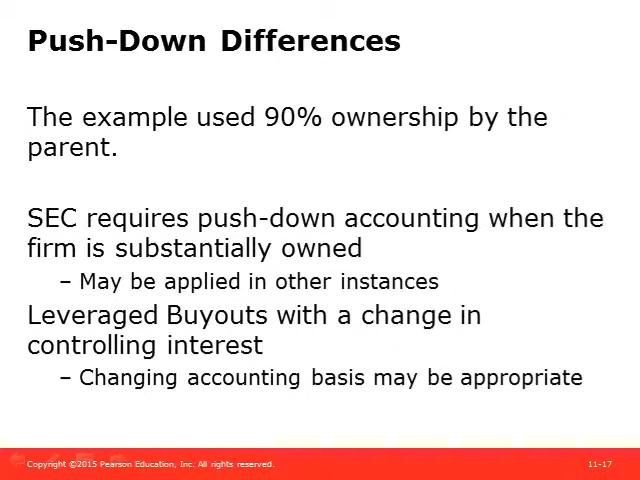 Push-Down Differences
The example used 90% ownership by the
parent.
SEC requires push-down accounting when the
firm is substantially owned
– May be applied in other instances
Leveraged Buyouts with a change in
controlling interest
– Changing accounting basis may be appropriate
Copyright ©2015 Pearson Education, Inc. All rights reserved.
11-17